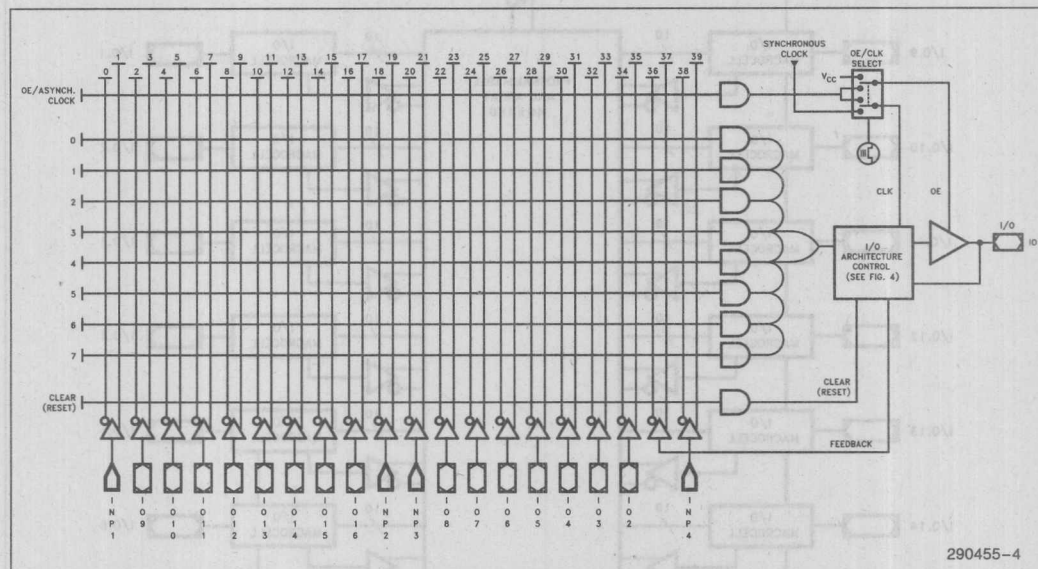 1 3 5 7 9 11 13 15 17 19 21 23 25 27 29 31 33 35 37 39
0 2 4 6 8 10 12 14 16 18 20 22 24 26 28 30 32 34 36 38
SYNCHRONOUS
CLOCK
OE/CLK
SELECT
VCC
OE/ASYNCH.
CLOCK
0
1
2
3
4
5
6
7
CLEAR
(RESET)
CLK
OE
I/O
IO1
I/O
ARCHITECTURE
CONTROL
(SEE FIG. 4)
CLEAR
(RESET)
FEEDBACK
INP1
IO9
IO10
IO11
IO12
IO13
IO14
IO15
IO16
INP2
INP3
IO8
IO7
IO6
IO5
IO4
IO3
IO2
INP4
290455-4